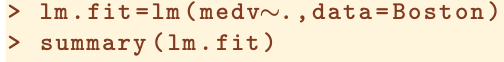 > lm.fit=lm(medv∼.,data=Boston)
> summary(lm.fit)